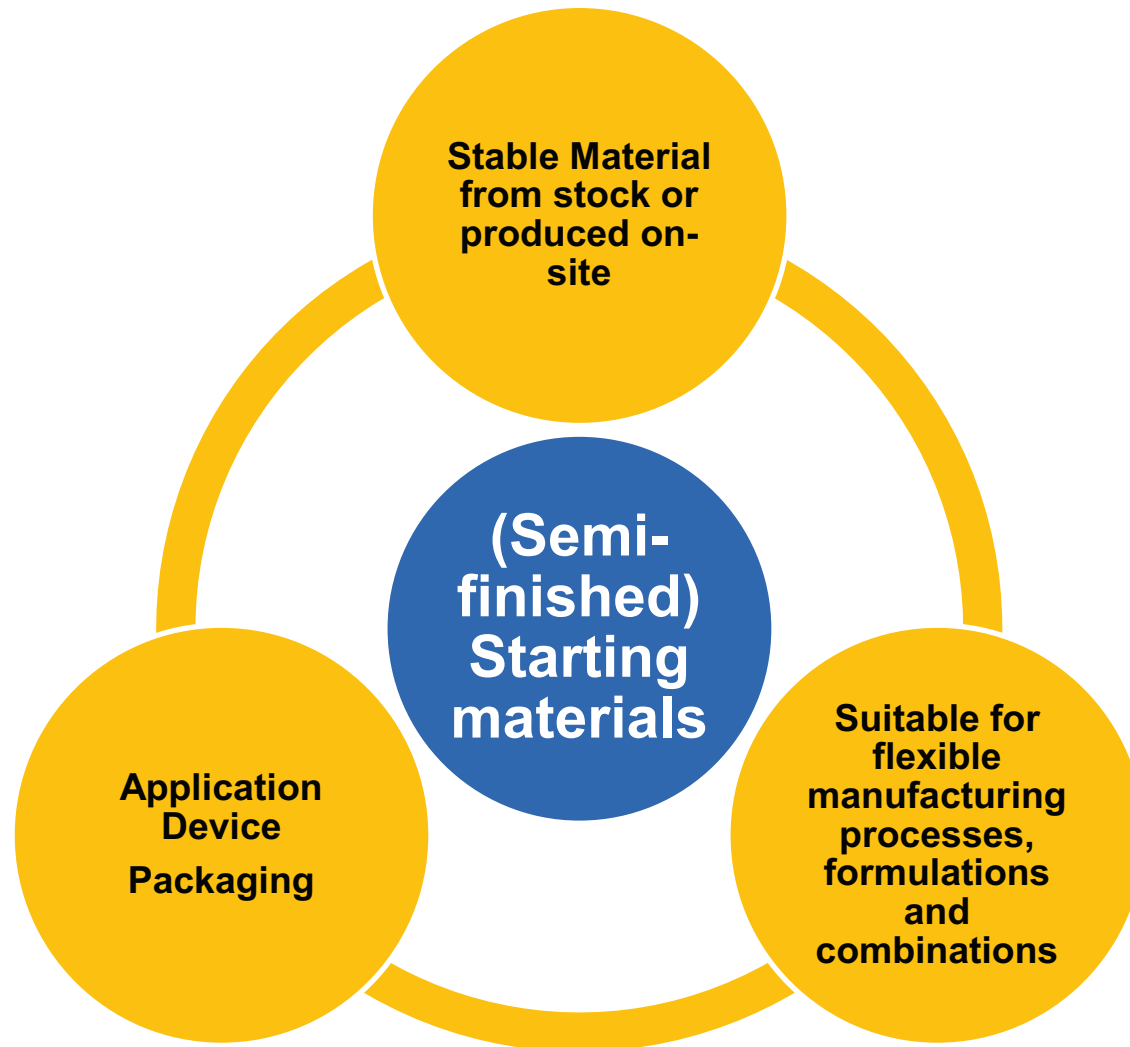 Stable Material
from stock or
produced on-
site
(Semi-
finished)
Starting
materials
Application
Device
Packaging
Suitable for
flexible
manufacturing
processes,
formulations
and
combinations